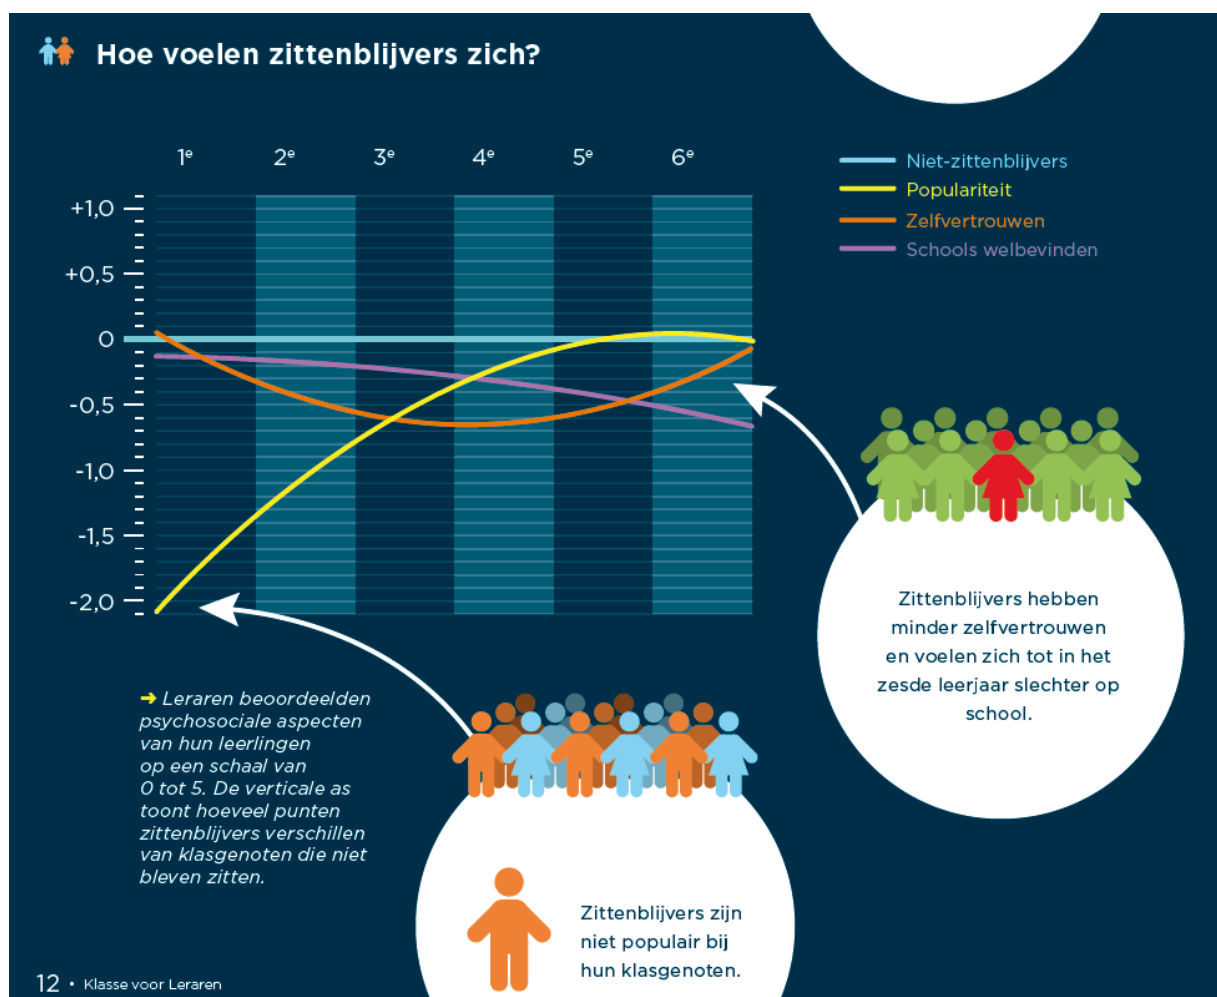 Hoe voelen zittenblijvers zich?
1e 2e 3e 4e 5e 6e
Niet-zittenblijvers
Populariteit
Zelfvertrouwen
Schools welbevinden
+1,0
+0,5
0
-0,5
-1,0
-1,5
-2,0
Zittenblijvers hebben
minder zelfvertrouwen
en voelen zich tot in het
zesde leerjaar slechter op
school.
➜ Leraren beoordeelden
psychosociale aspecten
van hun leerlingen
op een schaal van
0 tot 5. De verticale as
toont hoeveel punten
zittenblijvers verschillen
van klasgenoten die niet
bleven zitten.
Zittenblijvers zijn
niet populair bij
hun klasgenoten.
12 • Klasse voor Leraren